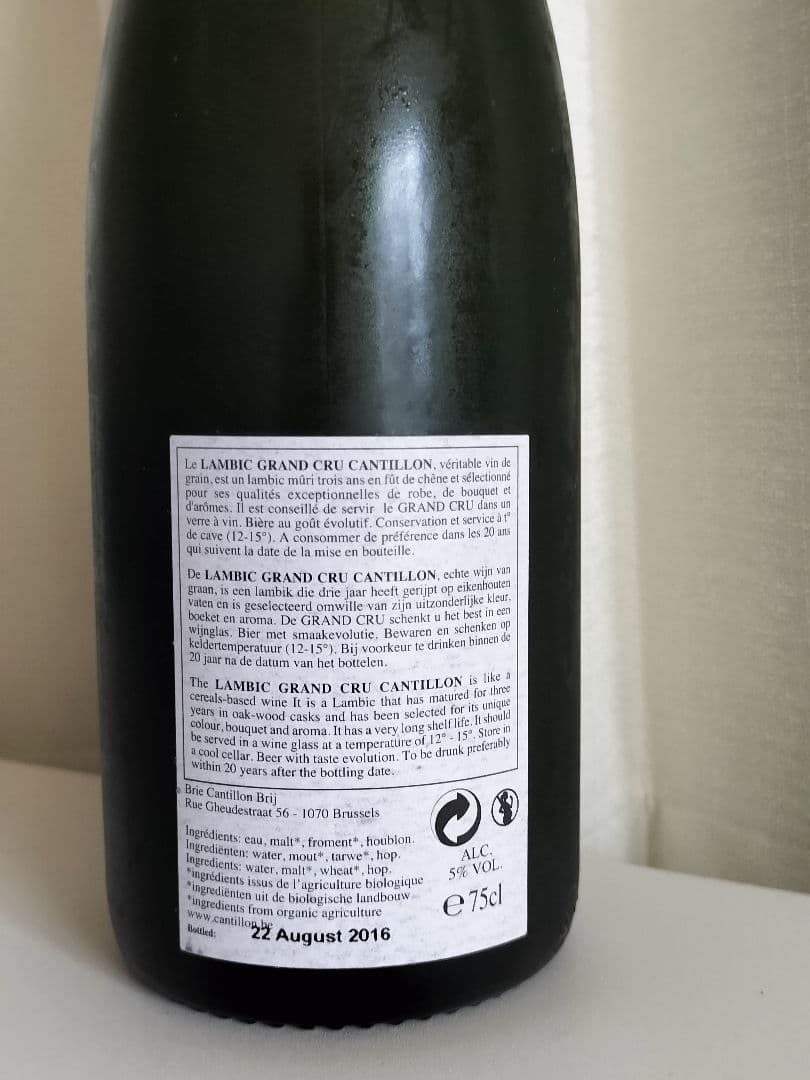 Le LAMBIC GRAND CRU CANTILLON, véritable vin de
grain, est un lambic mûri trois ans en fût de chêne et sélectionné
pour ses qualités exceptionnelles de robe, de bouquet et
d'arômes. Il est conseillé de servir le GRAND CRU dans un
verre à vin. Bière au goût évolutif. Conservation et service à t°
de cave (12-15°). A consommer de préférence dans les 20 ans
qui suivent la date de la mise en bouteille.
De LAMBIC GRAND CRU CANTILLON, echte wijn van
graan, is een lambik die drie jaar heeft gerijpt op eikenhouten
vaten en is geselecteerd omwille van zijn uitzonderlijke kleur,
boeket en aroma. De GRAND CRU schenkt u het best in een
wijnglas. Bier met smaakevolutie. Bewaren en schenken op
keldertemperatuur (12-15°). Bij voorkeur te drinken binnen de
20 jaar na de datum van het bottelen.
The LAMBIC GRAND CRU CANTILLON is like a
cereals-based wine It is a Lambic that has matured for three
years in oak-wood casks and has been selected for its unique
colour, bouquet and aroma. It has a very long shelf life. It should
be served in a wine glass at a temperature of 12° - 15°. Store in
a cool cellar. Beer with taste evolution. To be drunk preferably
within 20 years after the bottling date.
Brie Cantillon Brij
Rue Gheudestraat 56 - 1070 Brussels
Ingrédients: eau, malt*, froment*, houblon.
Ingrediënten: water, mout*, tarwe*, hop.
Ingredients: water, malt*, wheat*, hop.
*ingrédients issus de l'agriculture biologique
*ingrediënten uit de biologische landbouw
*ingredients from organic agriculture
www.cantillon.be
Bottled: 22 August 2016
ALC.
5% VOL.
e 75cl